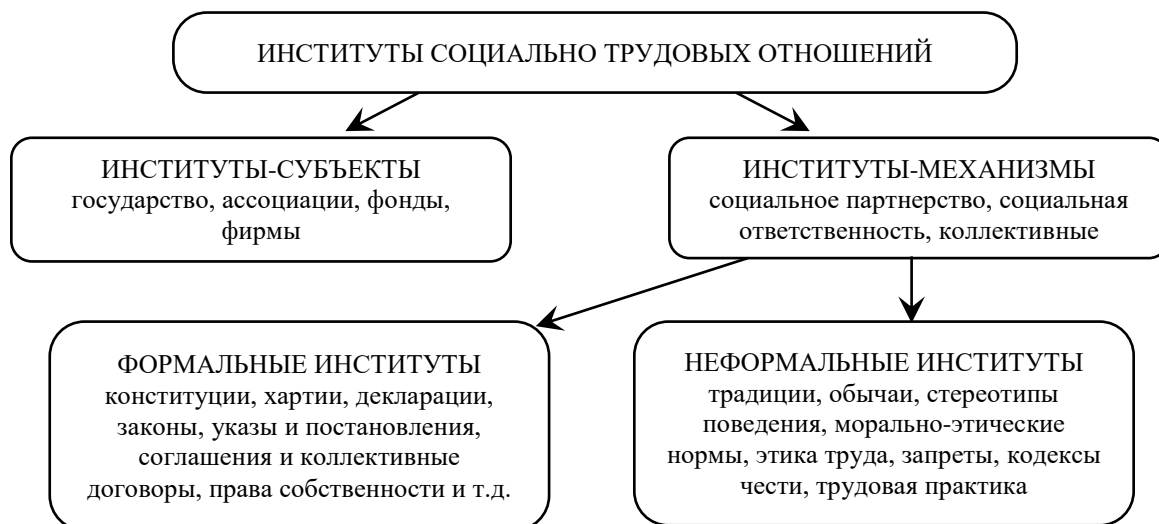 ИНСТИТУТЫ СОЦИАЛЬНО ТРУДОВЫХ ОТНОШЕНИЙ
ИНСТИТУТЫ-СУБЪЕКТЫ
государство, ассоциации, фонды,
фирмы
ИНСТИТУТЫ-МЕХАНИЗМЫ
социальное партнерство, социальная
ответственность, коллективные
ФОРМАЛЬНЫЕ ИНСТИТУТЫ
конституции, хартии, декларации,
законы, указы и постановления,
соглашения и коллективные
договоры, права собственности и т.д.
НЕФОРМАЛЬНЫЕ ИНСТИТУТЫ
традиции, обычаи, стереотипы
поведения, морально-этические
нормы, этика труда, запреты, кодексы
чести, трудовая практика